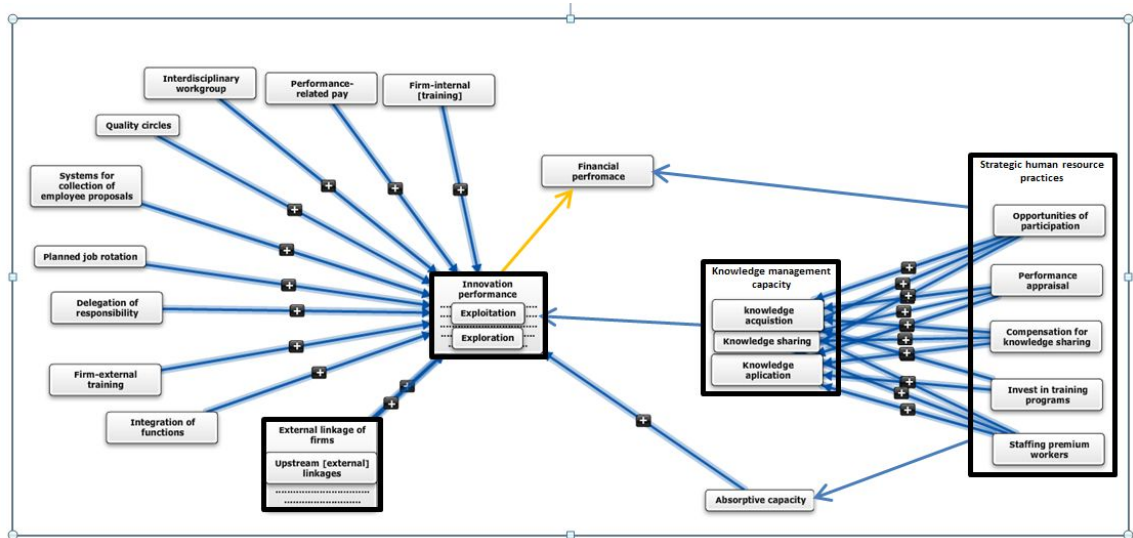 Interdisciplinary
workgroup
Performance-
related pay
Firm-internal
[training]
Quality circles
Systems for
collection of
employee proposals
Planned job rotation
Delegation of
responsibility
Firm-external
training
Integration of
functions
External linkage of
firms
Upstream [external]
linkages
Innovation
performance
Exploitation
Exploration
Financial
perfromace
Knowledge management
capacity
knowledge
acquistion
Knowledge sharing
Knowledge
aplication
Absorptive capacity
Strategic human resource
practices
Opportunities of
participation
Performance
appraisal
Compensation for
knowledge sharing
Invest in training
programs
Staffing premium
workers